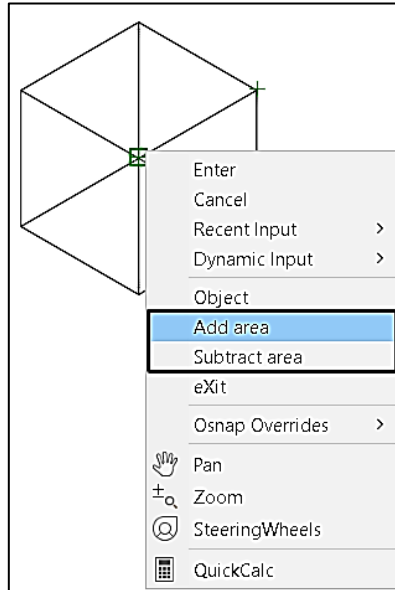 Enter
Cancel
Recent Input
Dynamic Input
Object
Add area
Subtract area
eXit
Osnap Overrides
Pan
Zoom
SteeringWheels
QuickCalc